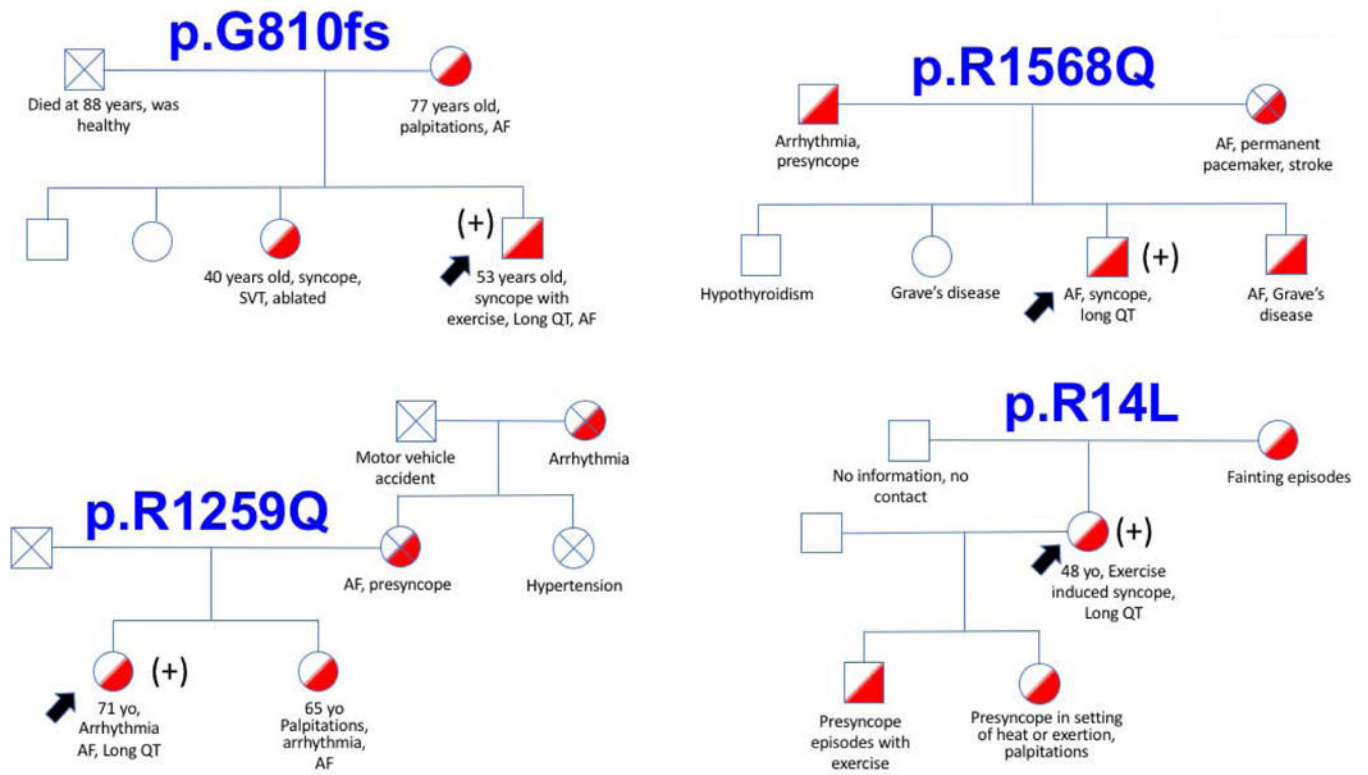 p.G810fs
Died at 88 years, was
healthy
77 years old,
palpitations, AF
(+)
40 years old, syncope,
SVT, ablated
53 years old,
syncope with
exercise, Long QT, AF
p.R1568Q
Arrhythmia,
presyncope
AF, permanent
pacemaker, stroke
(+)
Hypothyroidism
Grave's disease
AF, syncope,
long QT
AF, Grave's
disease
p.R1259Q
Motor vehicle
accident
Arrhythmia
AF, presyncope
Hypertension
(+)
71 yo,
Arrhythmia
AF, Long QT
65 yo
Palpitations,
arrhythmia,
AF
p.R14L
No information, no
contact
Fainting episodes
(+)
48 yo, Exercise
induced syncope,
Long QT
Presyncope
episodes with
exercise
Presyncope in setting
of heat or exertion,
palpitations